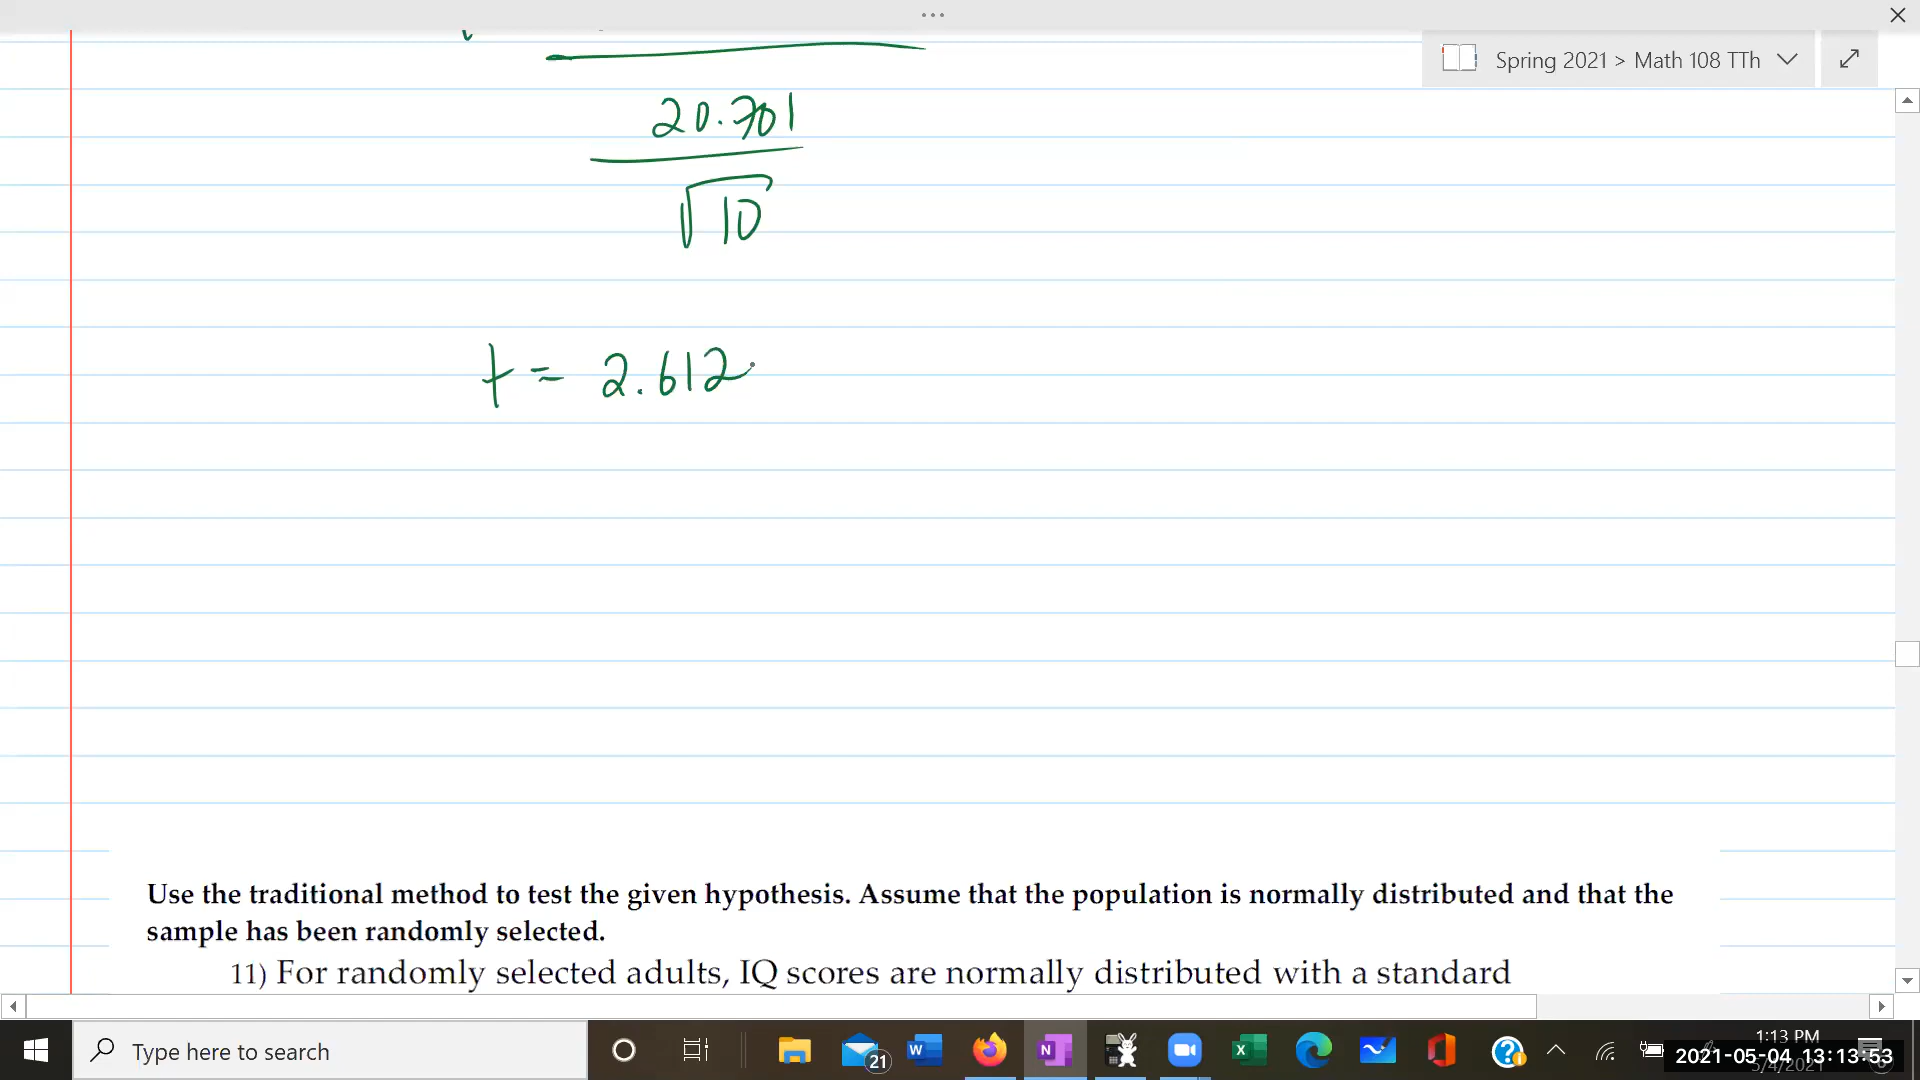 Spring 2021 > Math 108 TTh
20.701
√10
t = 2.612
Use the traditional method to test the given hypothesis. Assume that the population is normally distributed and that the
sample has been randomly selected.
11) For randomly selected adults, IQ scores are normally distributed with a standard
Type here to search
21
1:13 PM
2021-05-04 13:13:53